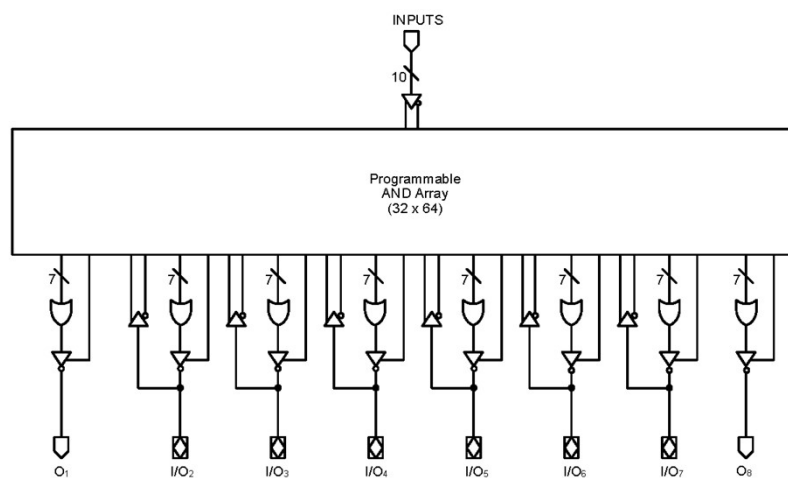 INPUTS
10
Programmable
AND Array
(32 x 64)
7 7 7 7 7 7 7 7
O₁ I/O₂ I/O₃ I/O₄ I/O₅ I/O₆ I/O₇ O₈